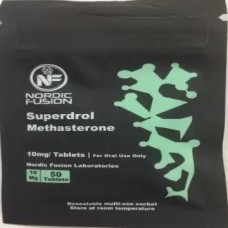 NF
NORDIC
FUSION
Superdrol
Methasterone
10mg/ Tablets | For Oral Use Only
Nordic Fusion Laboratories
10 Mg 50 Tablets
Resealable multi-use sachet
Store at room temperature